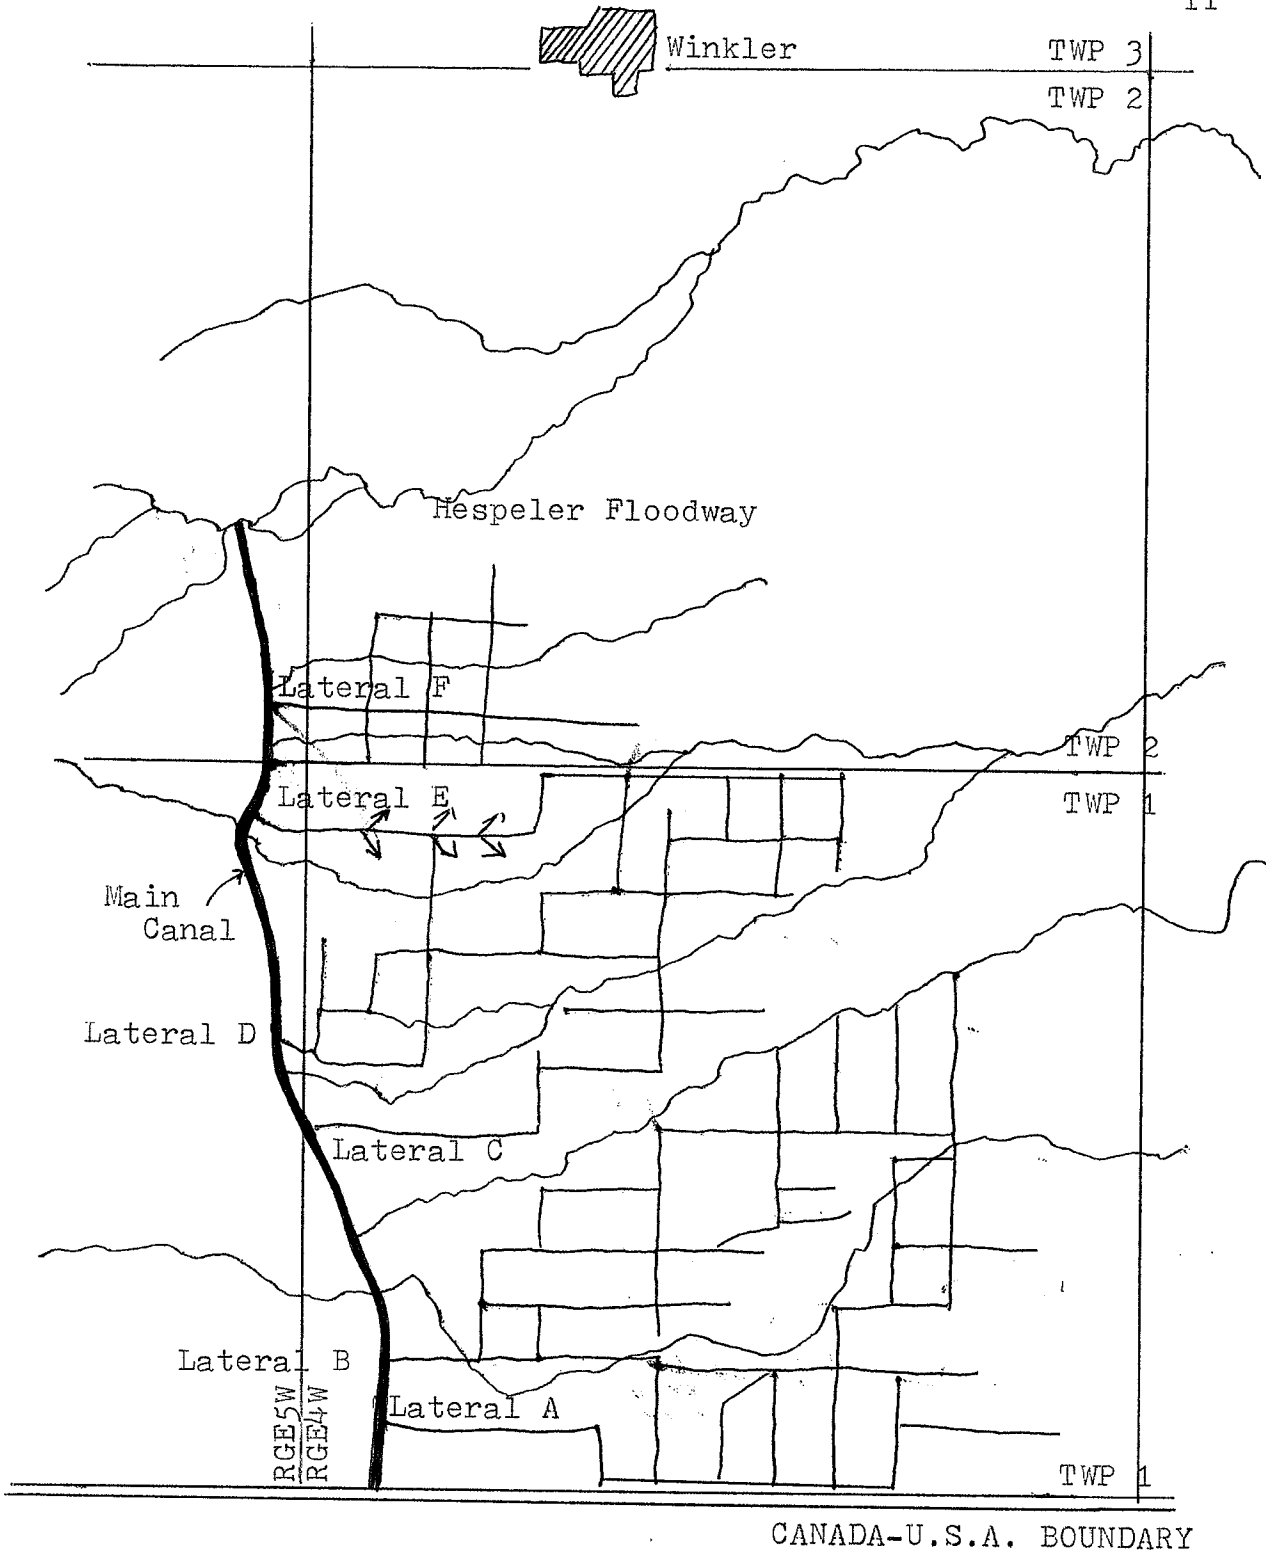 11
Winkler
TWP 3
TWP 2
Hespeler Floodway
Lateral F
TWP 2
Lateral E
TWP 1
Main
Canal
Lateral D
Lateral C
Lateral B
Lateral A
RGE5W
RGE4W
TWP 1
CANADA-U.S.A. BOUNDARY